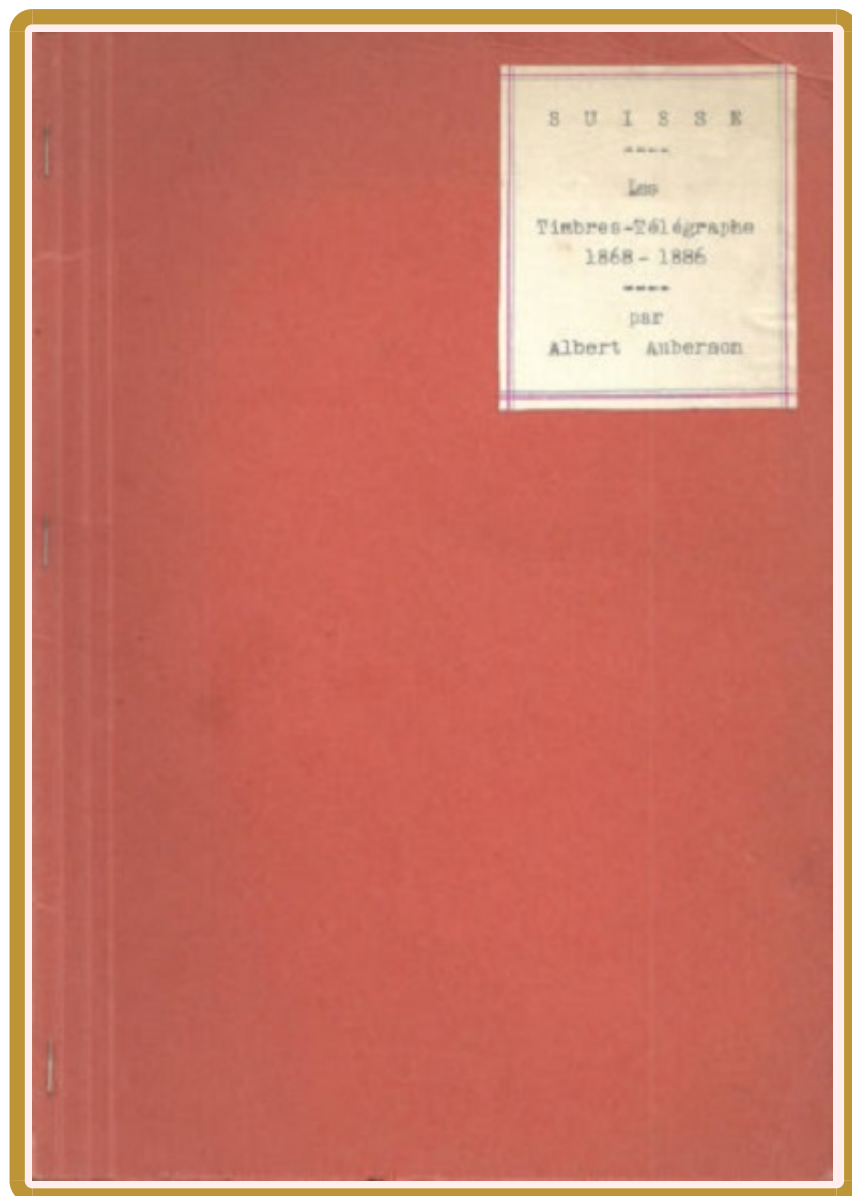 S U I S S E
----
Les
Timbres-Télégraphe
1868 - 1886
----
par
Albert Auberson